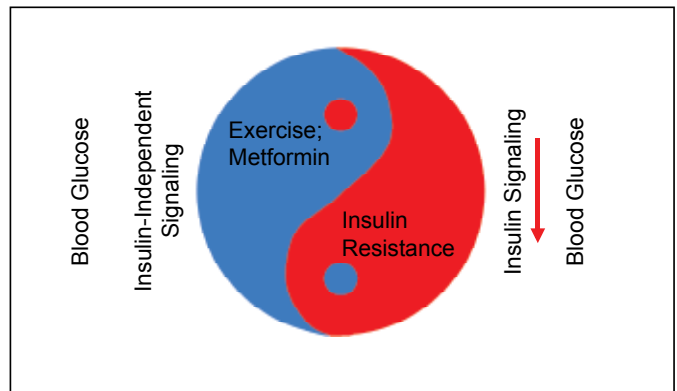 Blood Glucose
Insulin-Independent
Signaling
Exercise;
Metformin
Insulin
Resistance
Insulin Signaling
Blood Glucose